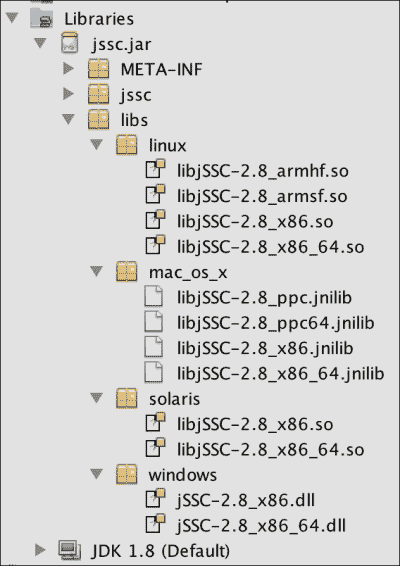 Libraries
jssc.jar
META-INF
jssc
libs
linux
libjSSC-2.8_armhf.so
libjSSC-2.8_armsf.so
libjSSC-2.8_x86.so
libjSSC-2.8_x86_64.so
mac_os_x
libjSSC-2.8_ppc.jnilib
libjSSC-2.8_ppc64.jnilib
libjSSC-2.8_x86.jnilib
libjSSC-2.8_x86_64.jnilib
solaris
libjSSC-2.8_x86.so
libjSSC-2.8_x86_64.so
windows
jSSC-2.8_x86.dll
jSSC-2.8_x86_64.dll
JDK 1.8 (Default)